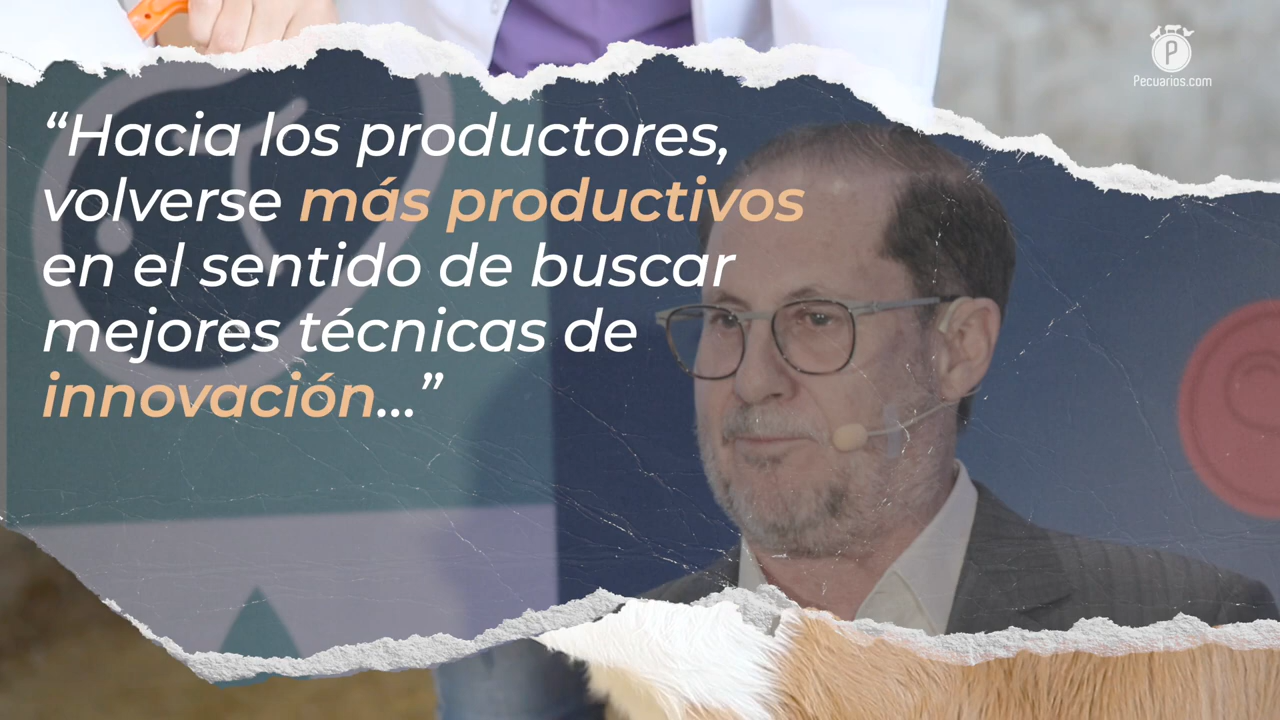 P
Pecuarios.com
“Hacia los productores,
volverse más productivos
en el sentido de buscar
mejores técnicas de
innovación...”